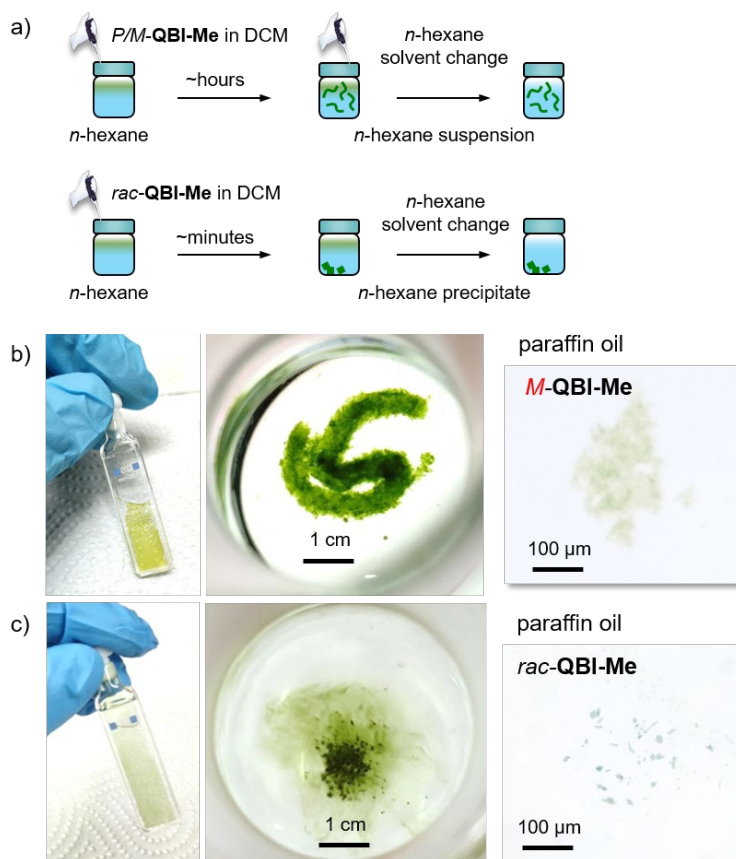 a)
P/M-QBI-Me in DCM
n-hexane
solvent change
~hours
n-hexane
n-hexane suspension
rac-QBI-Me in DCM
n-hexane
solvent change
~minutes
n-hexane
n-hexane precipitate
b)
paraffin oil
M-QBI-Me
1 cm
100 µm
c)
paraffin oil
rac-QBI-Me
1 cm
100 µm